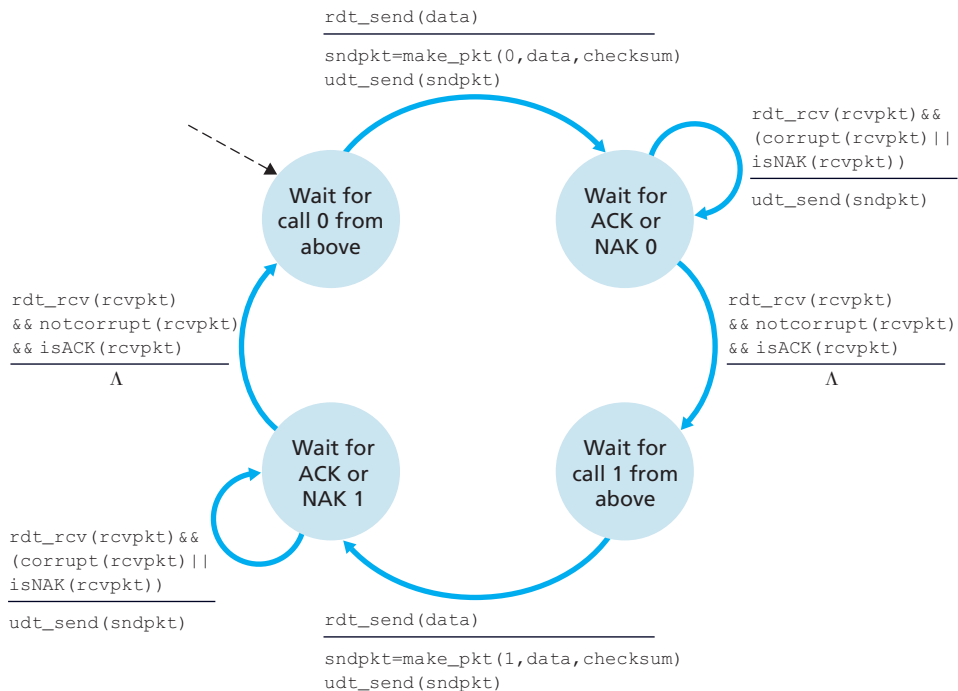 rdt_send(data)
sndpkt=make_pkt(0,data,checksum)
udt_send(sndpkt)
rdt_rcv(rcvpkt)&&
(corrupt(rcvpkt)||
isNAK(rcvpkt))
udt_send(sndpkt)
Wait for
call 0 from
above
Wait for
ACK or
NAK 0
rdt_rcv(rcvpkt)
&& notcorrupt(rcvpkt)
&& isACK(rcvpkt)
Λ
rdt_rcv(rcvpkt)
&& notcorrupt(rcvpkt)
&& isACK(rcvpkt)
Λ
Wait for
ACK or
NAK 1
Wait for
call 1 from
above
rdt_rcv(rcvpkt)&&
(corrupt(rcvpkt)||
isNAK(rcvpkt))
udt_send(sndpkt)
rdt_send(data)
sndpkt=make_pkt(1,data,checksum)
udt_send(sndpkt)